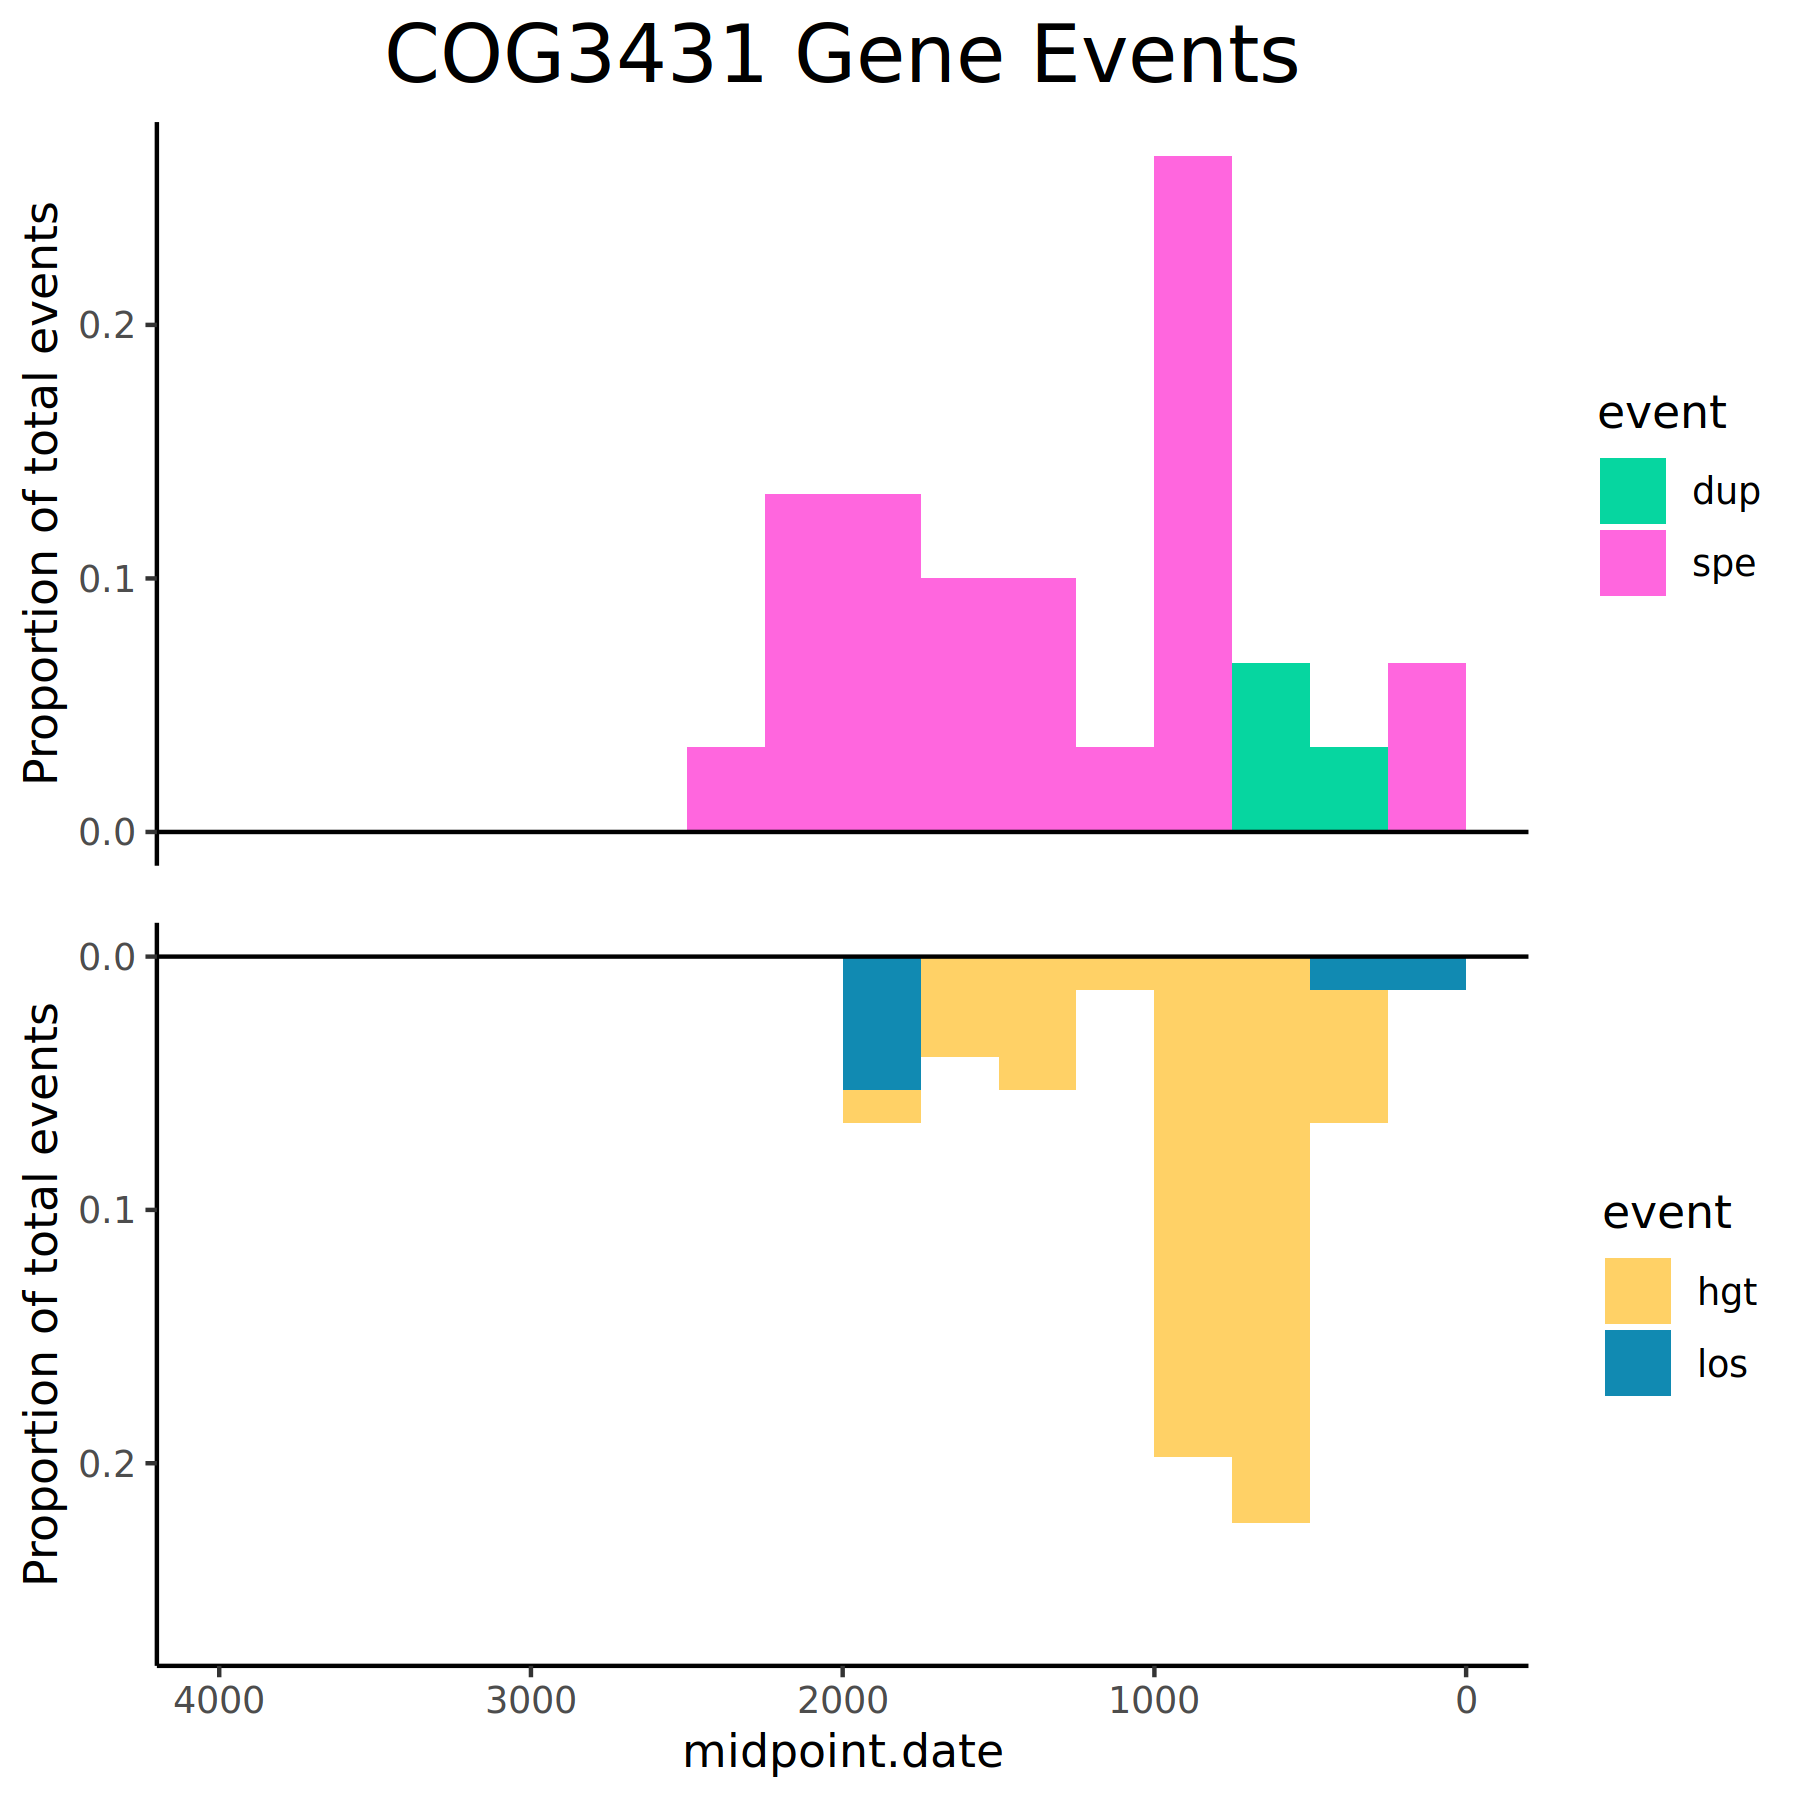 COG3431 Gene Events
Proportion of total events
0.2
0.1
0.0
event
dup
spe
Proportion of total events
0.0
0.1
0.2
event
hgt
los
4000 3000 2000 1000 0
midpoint.date